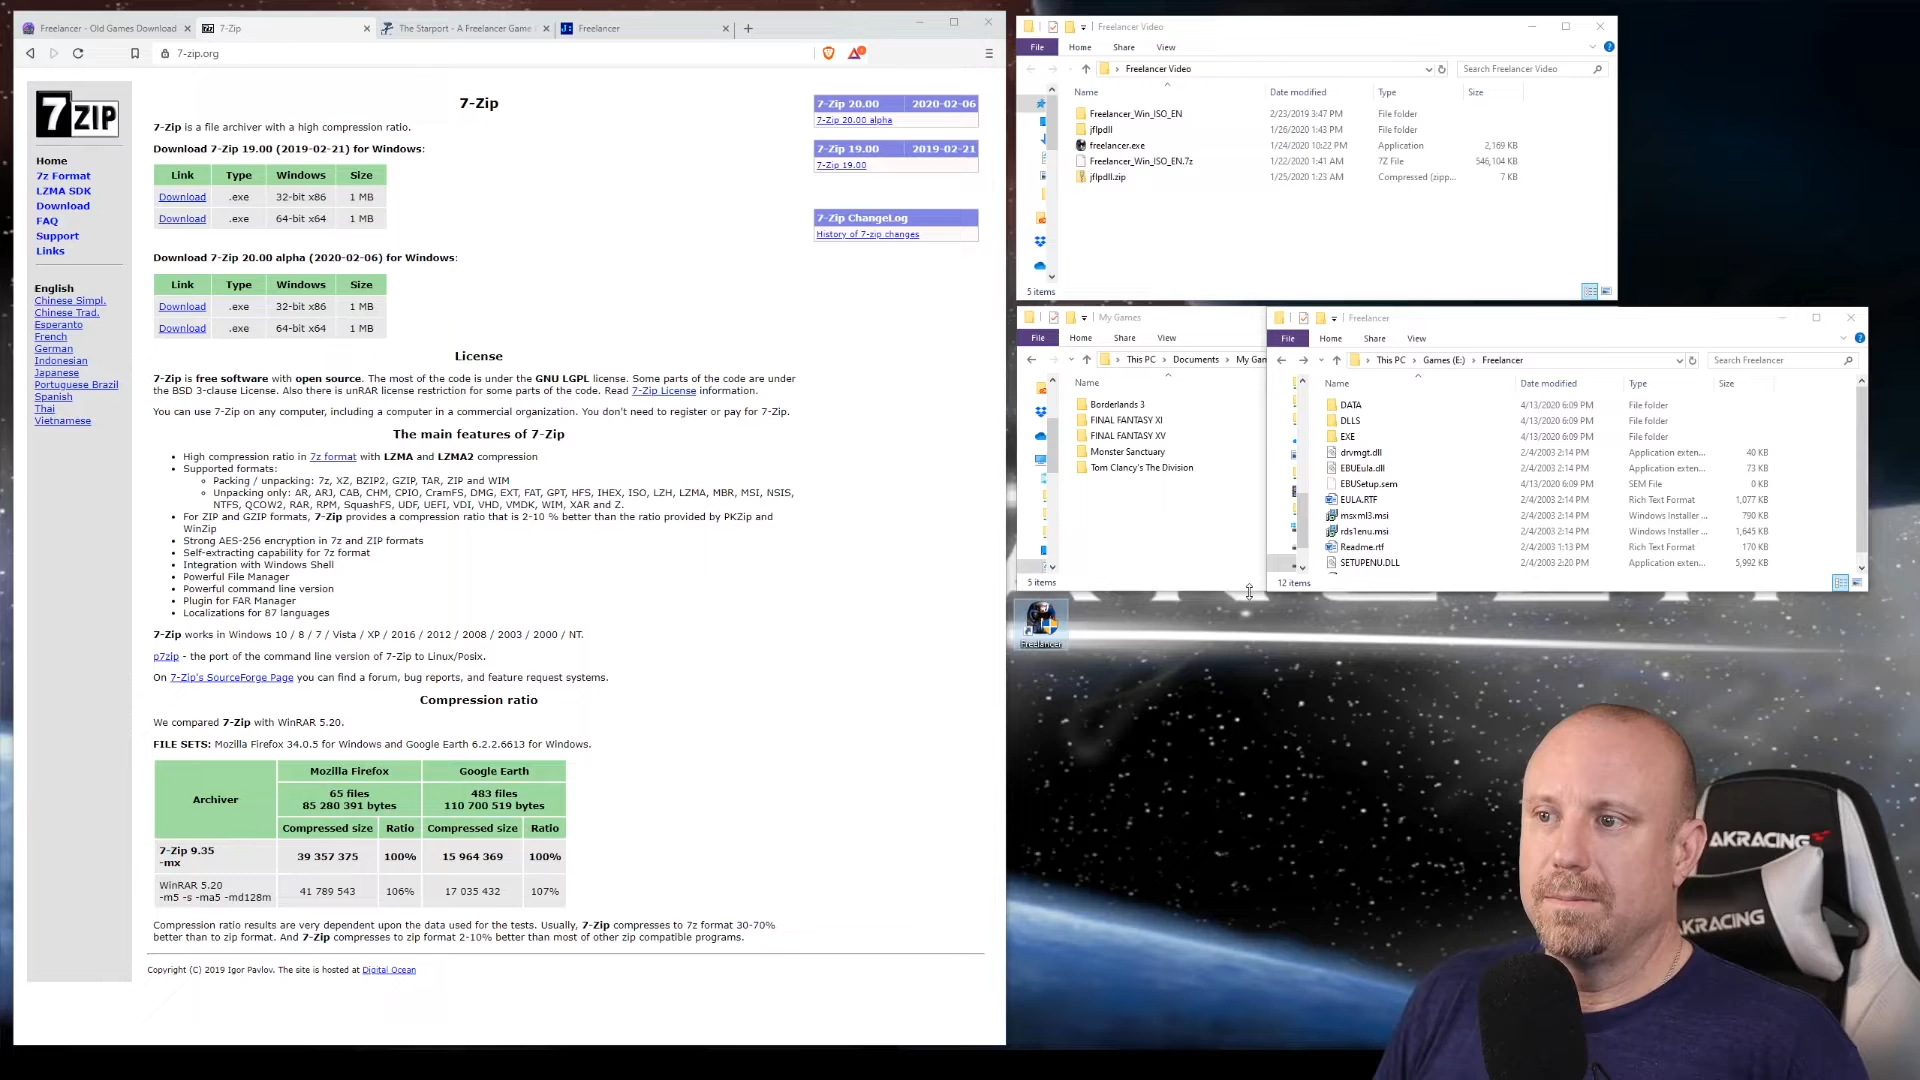 Freelancer - Old Games Download
7-Zip
The Starport - A Freelancer Game
Freelancer
7-zip.org
7 ZIP
Home
7z Format
LZMA SDK
Download
FAQ
Support
Links
English
Chinese Simpl.
Chinese Trad.
Esperanto
French
German
Indonesian
Japanese
Portuguese Brazil
Spanish
Thai
Vietnamese
7-Zip
7-Zip is a file archiver with a high compression ratio.
Download 7-Zip 19.00 (2019-02-21) for Windows:
Link Type Windows Size
Download .exe 32-bit x86 1 MB
Download .exe 64-bit x64 1 MB
Download 7-Zip 20.00 alpha (2020-02-06) for Windows:
Link Type Windows Size
Download .exe 32-bit x86 1 MB
Download .exe 64-bit x64 1 MB
License
7-Zip is free software with open source. The most of the code is under the GNU LGPL license. Some parts of the code are under
the BSD 3-clause License. Also there is unRAR license restriction for some parts of the code. Read 7-Zip License information.
You can use 7-Zip on any computer, including a computer in a commercial organization. You don't need to register or pay for 7-Zip.
The main features of 7-Zip
• High compression ratio in 7z format with LZMA and LZMA2 compression
• Supported formats:
Packing / unpacking: 7z, XZ, BZIP2, GZIP, TAR, ZIP and WIM
Unpacking only: AR, ARJ, CAB, CHM, CPIO, CramFS, DMG, EXT, FAT, GPT, HFS, IHEX, ISO, LZH, LZMA, MBR, MSI, NSIS,
NTFS, QCOW2, RAR, RPM, SquashFS, UDF, UEFI, VDI, VHD, VMDK, WIM, XAR and Z.
• For ZIP and GZIP formats, 7-Zip provides a compression ratio that is 2-10 % better than the ratio provided by PKZip and
WinZip
• Strong AES-256 encryption in 7z and ZIP formats
• Self-extracting capability for 7z format
• Integration with Windows Shell
• Powerful File Manager
• Powerful command line version
• Plugin for FAR Manager
• Localizations for 87 languages
7-Zip works in Windows 10 / 8 / 7 / Vista / XP / 2016 / 2012 / 2008 / 2003 / 2000 / NT.
p7zip - the port of the command line version of 7-Zip to Linux/Posix.
On 7-Zip's SourceForge Page you can find a forum, bug reports, and feature request systems.
Compression ratio
We compared 7-Zip with WinRAR 5.20.
FILE SETS: Mozilla Firefox 34.0.5 for Windows and Google Earth 6.2.2.6613 for Windows.
Archiver Mozilla Firefox Google Earth
65 files 483 files
85 280 391 bytes 110 700 519 bytes
Compressed size Ratio Compressed size Ratio
7-Zip 9.35
-mx 39 357 375 100% 15 964 369 100%
WinRAR 5.20
-m5 -s -ma5 -md128m 41 789 543 106% 17 035 432 107%
Compression ratio results are very dependent upon the data used for the tests. Usually, 7-Zip compresses to 7z format 30-70%
better than to zip format. And 7-Zip compresses to zip format 2-10% better than most of other zip compatible programs.
Copyright (C) 2019 Igor Pavlov. The site is hosted at Digital Ocean
7-Zip 20.00 2020-02-06
7-Zip 20.00 alpha
7-Zip 19.00 2019-02-21
7-Zip 19.00
7-Zip ChangeLog
History of 7-zip changes
Freelancer Video
File Home Share View
Freelancer Video Search Freelancer Video
Name Date modified Type Size
Freelancer_Win_ISO_EN 2/23/2019 3:47 PM File folder
jflpdll 1/26/2020 1:43 PM File folder
freelancer.exe 1/24/2020 10:22 PM Application 2,169 KB
Freelancer_Win_ISO_EN.7z 1/22/2020 1:41 AM 7Z File 546,104 KB
jflpdll.zip 1/25/2020 1:23 AM Compressed (zipp... 7 KB
5 items
My Games
File Home Share View
This PC Documents My Gam
Name
Borderlands 3
FINAL FANTASY XI
FINAL FANTASY XV
Monster Sanctuary
Tom Clancy's The Division
5 items
Freelancer
File Home Share View
This PC Games (E:) Freelancer Search Freelancer
Name Date modified Type Size
DATA 4/13/2020 6:09 PM File folder
DLLS 4/13/2020 6:09 PM File folder
EXE 4/13/2020 6:09 PM File folder
drvmgt.dll 2/4/2003 2:14 PM Application exten... 40 KB
EBUEula.dll 2/4/2003 2:14 PM Application exten... 73 KB
EBUSetup.sem 4/13/2020 6:09 PM SEM File 0 KB
EULA.RTF 2/4/2003 2:14 PM Rich Text Format 1,077 KB
msxml3.msi 2/4/2003 2:14 PM Windows Installer ... 790 KB
rds1enu.msi 2/4/2003 2:14 PM Windows Installer ... 1,645 KB
Readme.rtf 2/4/2003 1:13 PM Rich Text Format 170 KB
SETUPENU.DLL 2/4/2003 2:20 PM Application exten... 5,992 KB
12 items
Freelancer
AKRACING
KRACING